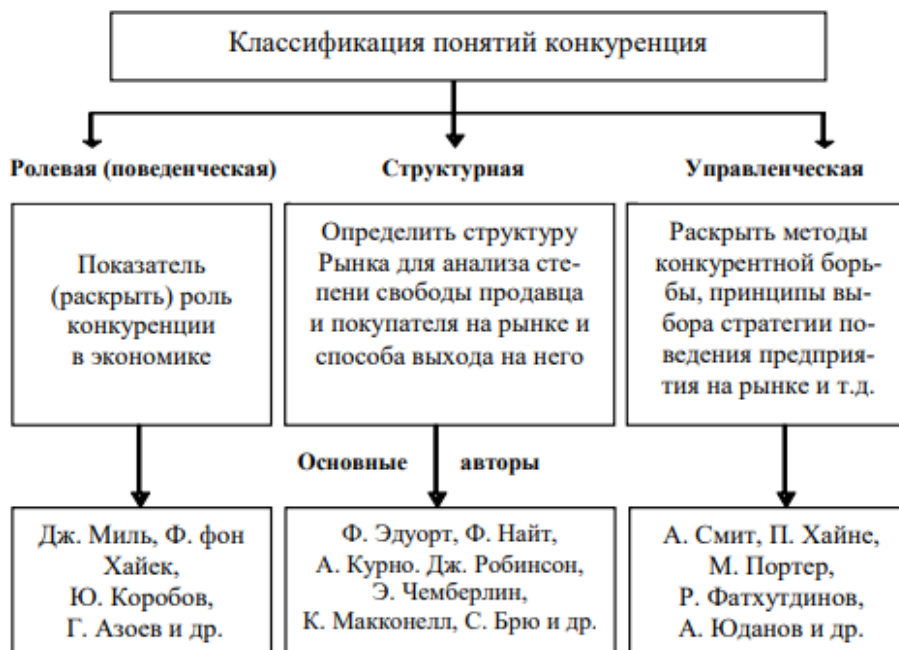 Классификация понятий конкуренция
Ролевая (поведенческая)
Структурная
Управленческая
Показатель
(раскрыть) роль
конкуренции
в экономике
Определить структуру
Рынка для анализа сте-
пени свободы продавца
и покупателя на рынке и
способа выхода на него
Раскрыть методы
конкурентной борь-
бы, принципы вы-
бора стратегии по-
ведения предприя-
тия на рынке и т.д.
Основные авторы
Дж. Миль, Ф. фон
Хайек,
Ю. Коробов,
Г. Азоев и др.
Ф. Эдуорт, Ф. Найт,
А. Курно. Дж. Робинсон,
Э. Чемберлин,
К. Макконелл, С. Брю и др.
А. Смит, П. Хайне,
М. Портер,
Р. Фатхутдинов,
А. Юданов и др.